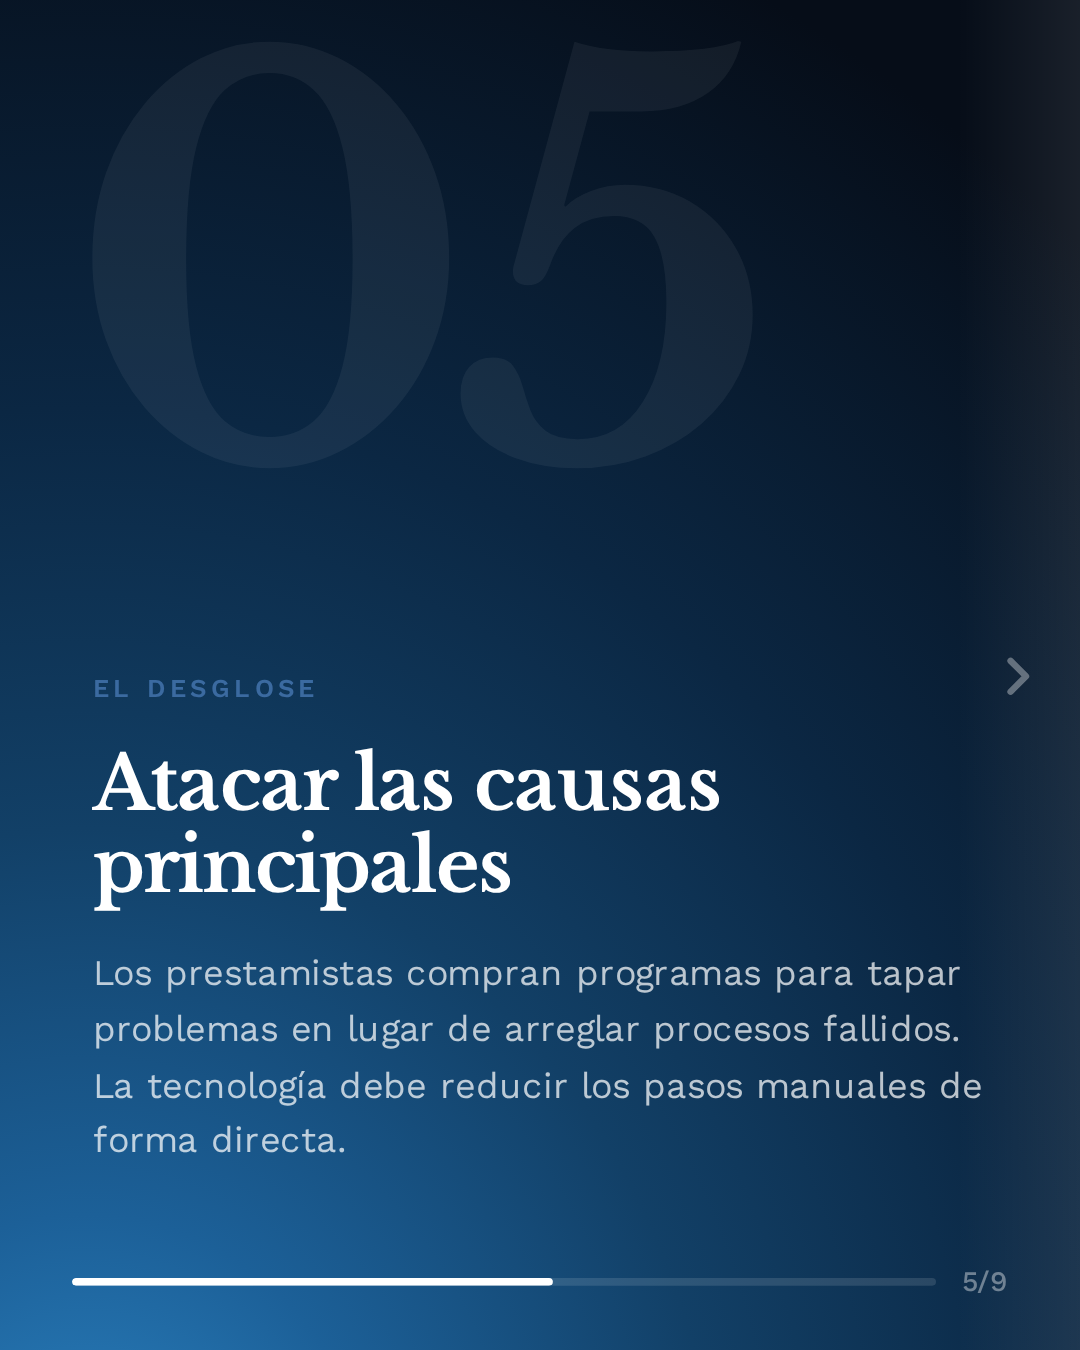 05
EL DESGLOSE
Atacar las causas
principales
Los prestamistas compran programas para tapar
problemas en lugar de arreglar procesos fallidos.
La tecnología debe reducir los pasos manuales de
forma directa.
5/9